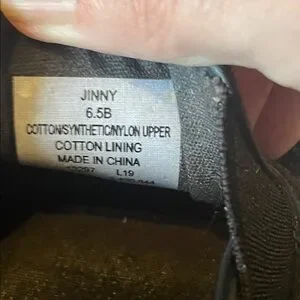 JINNY
6.5B
COTTON/SYNTHETIC/NYLON UPPER
COTTON LINING
MADE IN CHINA
L19